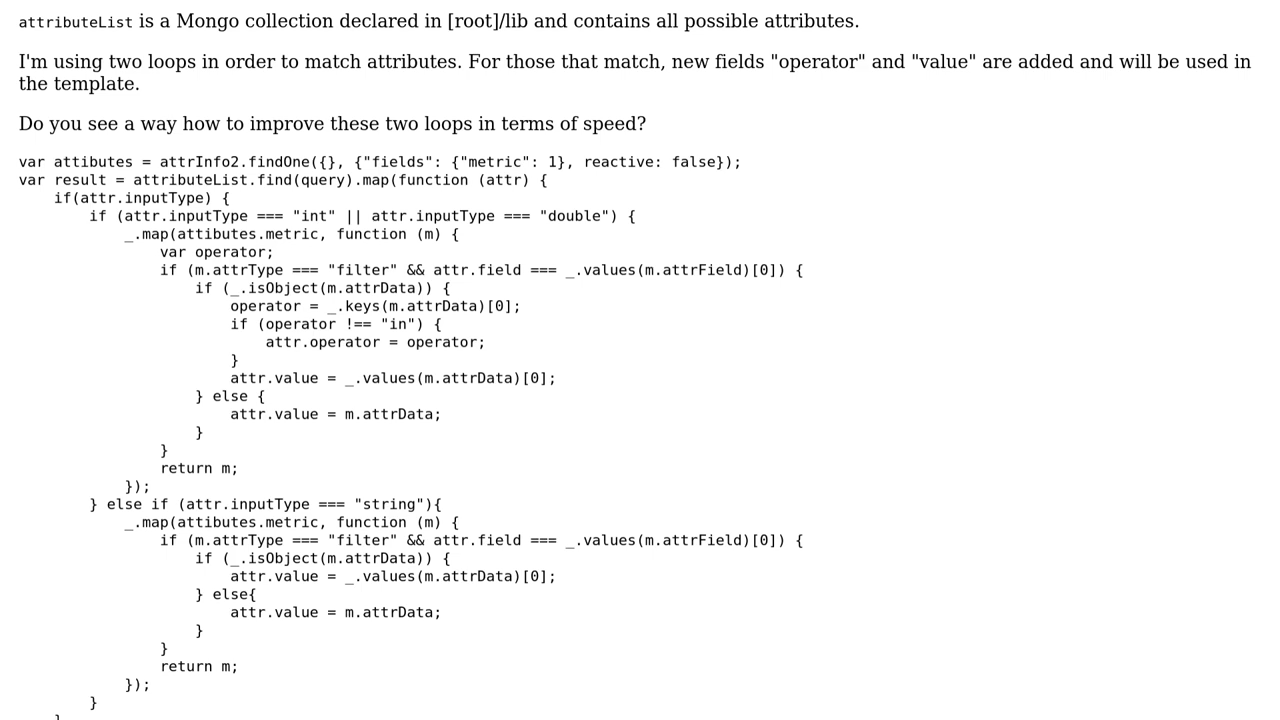 attributeList is a Mongo collection declared in [root]/lib and contains all possible attributes.
I'm using two loops in order to match attributes. For those that match, new fields "operator" and "value" are added and will be used in
the template.
Do you see a way how to improve these two loops in terms of speed?
var attibutes = attrInfo2.findOne({}, {"fields": {"metric": 1}, reactive: false});
var result = attributeList.find(query).map(function (attr) {
    if(attr.inputType) {
        if (attr.inputType === "int" || attr.inputType === "double") {
            _.map(attibutes.metric, function (m) {
                var operator;
                if (m.attrType === "filter" && attr.field === _.values(m.attrField)[0]) {
                    if (_.isObject(m.attrData)) {
                        operator = _.keys(m.attrData)[0];
                        if (operator !== "in") {
                            attr.operator = operator;
                        }
                        attr.value = _.values(m.attrData)[0];
                    } else {
                        attr.value = m.attrData;
                    }
                }
                return m;
            });
        } else if (attr.inputType === "string"){
            _.map(attibutes.metric, function (m) {
                if (m.attrType === "filter" && attr.field === _.values(m.attrField)[0]) {
                    if (_.isObject(m.attrData)) {
                        attr.value = _.values(m.attrData)[0];
                    } else{
                        attr.value = m.attrData;
                    }
                }
                return m;
            });
        }
    }